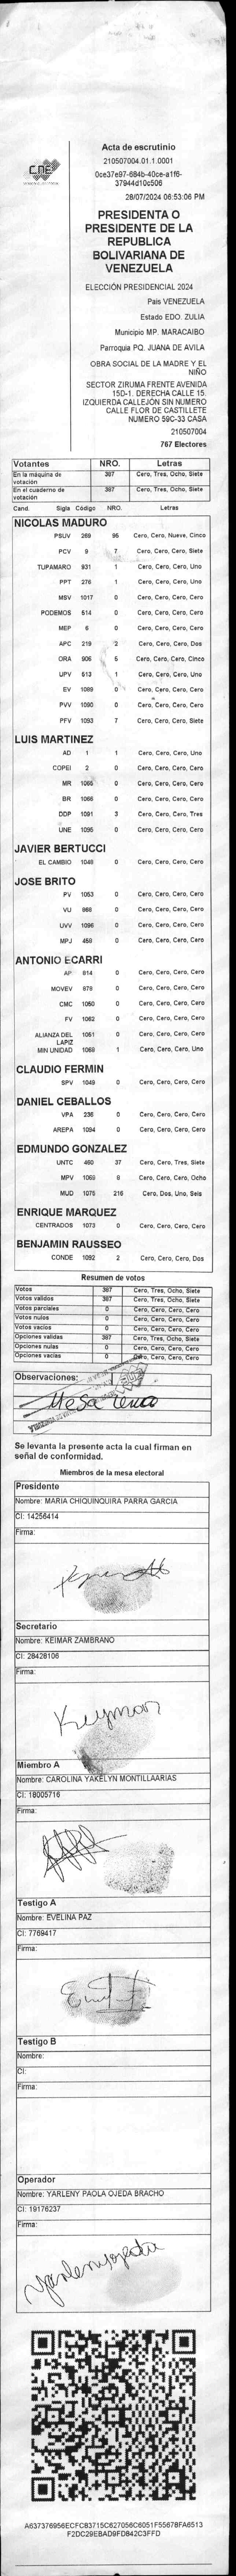 CNE
Acta de escrutinio
210507004.01.1.0001
0ce37e97-684b-40ce-a1f6-
37944d10c506
28/07/2024 06:53:06 PM
PRESIDENTA O
PRESIDENTE DE LA
REPUBLICA
BOLIVARIANA DE
VENEZUELA
ELECCIÓN PRESIDENCIAL 2024
Pais VENEZUELA
Estado EDO. ZULIA
Municipio MP. MARACAIBO
Parroquia PQ. JUANA DE AVILA
OBRA SOCIAL DE LA MADRE Y EL
NIÑO
SECTOR ZIRUMA FRENTE AVENIDA
15D-1. DERECHA CALLE 15.
IZQUIERDA CALLEJÓN SIN NUMERO
CALLE FLOR DE CASTILLETE
NUMERO 59C-33 CASA
210507004
767 Electores
Votantes NRO. Letras
En la máquina de votación 387 Cero, Tres, Ocho, Siete
En el cuaderno de votación 387 Cero, Tres, Ocho, Siete
Cand. Sigla Código NRO. Letras
NICOLAS MADURO
PSUV 269 95 Cero, Cero, Nueve, Cinco
PCV 9 7 Cero, Cero, Cero, Siete
TUPAMARO 931 1 Cero, Cero, Cero, Uno
PPT 276 1 Cero, Cero, Cero, Uno
MSV 1017 0 Cero, Cero, Cero, Cero
PODEMOS 514 0 Cero, Cero, Cero, Cero
MEP 6 0 Cero, Cero, Cero, Cero
APC 219 2 Cero, Cero, Cero, Dos
ORA 906 5 Cero, Cero, Cero, Cinco
UPV 613 1 Cero, Cero, Cero, Uno
EV 1089 0 Cero, Cero, Cero, Cero
PVV 1090 0 Cero, Cero, Cero, Cero
PFV 1093 7 Cero, Cero, Cero, Siete
LUIS MARTINEZ
AD 1 1 Cero, Cero, Cero, Uno
COPEI 2 0 Cero, Cero, Cero, Cero
MR 1065 0 Cero, Cero, Cero, Cero
BR 1066 0 Cero, Cero, Cero, Cero
DDP 1091 3 Cero, Cero, Cero, Tres
UNE 1095 0 Cero, Cero, Cero, Cero
JAVIER BERTUCCI
EL CAMBIO 1048 0 Cero, Cero, Cero, Cero
JOSE BRITO
PV 1053 0 Cero, Cero, Cero, Cero
VU 868 0 Cero, Cero, Cero, Cero
UVV 1096 0 Cero, Cero, Cero, Cero
MPJ 458 0 Cero, Cero, Cero, Cero
ANTONIO ECARRI
AP 814 0 Cero, Cero, Cero, Cero
MOVEV 878 0 Cero, Cero, Cero, Cero
CMC 1050 0 Cero, Cero, Cero, Cero
FV 1062 0 Cero, Cero, Cero, Cero
ALIANZA DEL LAPIZ 1051 0 Cero, Cero, Cero, Cero
MIN UNIDAD 1068 1 Cero, Cero, Cero, Uno
CLAUDIO FERMIN
SPV 1049 0 Cero, Cero, Cero, Cero
DANIEL CEBALLOS
VPA 236 0 Cero, Cero, Cero, Cero
AREPA 1094 0 Cero, Cero, Cero, Cero
EDMUNDO GONZALEZ
UNTC 460 37 Cero, Cero, Tres, Siete
MPV 1069 8 Cero, Cero, Cero, Ocho
MUD 1075 216 Cero, Dos, Uno, Seis
ENRIQUE MARQUEZ
CENTRADOS 1073 0 Cero, Cero, Cero, Cero
BENJAMIN RAUSSEO
CONDE 1092 2 Cero, Cero, Cero, Dos
Resumen de votos
Votos 387 Cero, Tres, Ocho, Siete
Votos validos 387 Cero, Tres, Ocho, Siete
Votos parciales 0 Cero, Cero, Cero, Cero
Votos nulos 0 Cero, Cero, Cero, Cero
Votos vacios 0 Cero, Cero, Cero, Cero
Opciones validas 387 Cero, Tres, Ocho, Siete
Opciones nulas 0 Cero, Cero, Cero, Cero
Opciones vacias 0 Cero, Cero, Cero, Cero
Observaciones:
Mesa
Se levanta la presente acta la cual firman en
señal de conformidad.
Miembros de la mesa electoral
Presidente
Nombre: MARIA CHIQUINQUIRA PARRA GARCIA
CI: 14256414
Firma:
Secretario
Nombre: KEIMAR ZAMBRANO
CI: 28428106
Firma:
Keymar
Miembro A
Nombre: CAROLINA YAKELYN MONTILLAARIAS
CI: 18005716
Firma:
Testigo A
Nombre: EVELINA PAZ
CI: 7769417
Firma:
Testigo B
Nombre:
CI:
Firma:
Operador
Nombre: YARLENY PAOLA OJEDA BRACHO
CI: 19176237
Firma:
Yarleny ojeda
A637376956ECFC83715C627056C6051F55678FA6513
F2DC29EBAD9FD842C3FFD